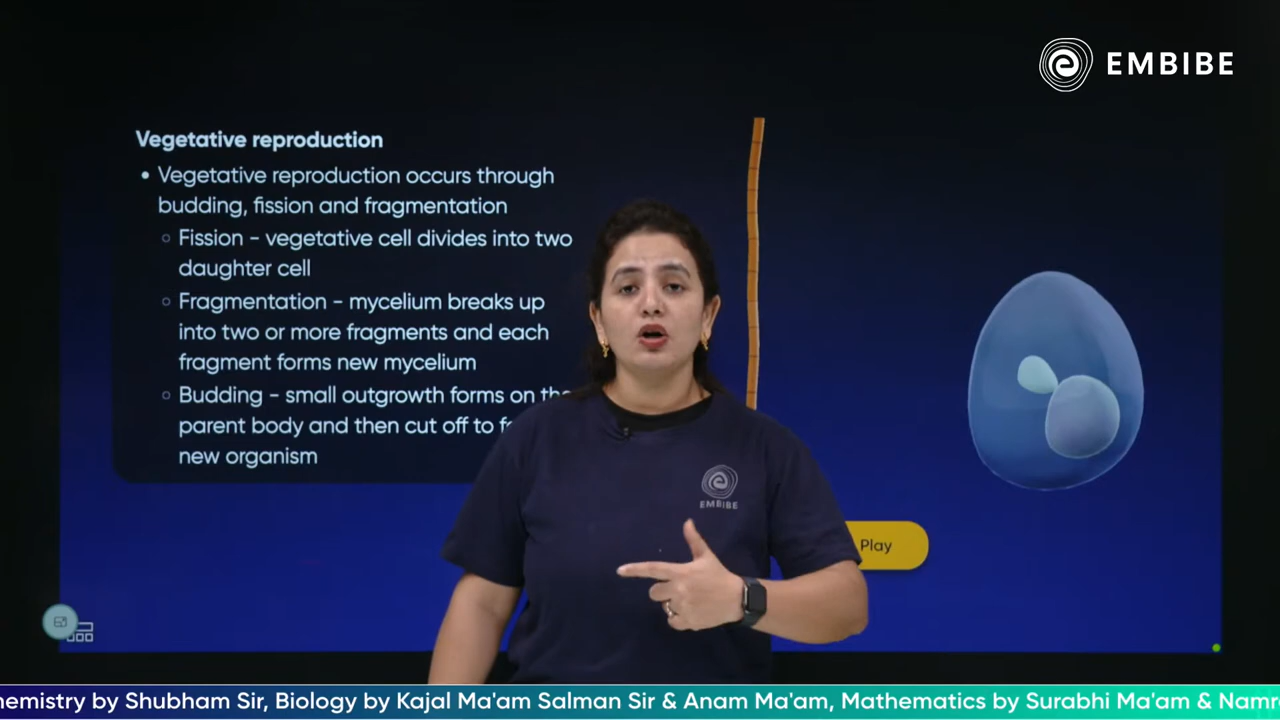 EMBIBE
Vegetative reproduction
• Vegetative reproduction occurs through
budding, fission and fragmentation
Fission - vegetative cell divides into two
daughter cell
Fragmentation - mycelium breaks up
into two or more fragments and each
fragment forms new mycelium
Budding - small outgrowth forms on
parent body and then cut off to
new organism
EMBIBE
Play
hemistry by Shubham Sir, Biology by Kajal Ma'am Salman Sir & Anam Ma'am, Mathematics by Surabhi Ma'am &